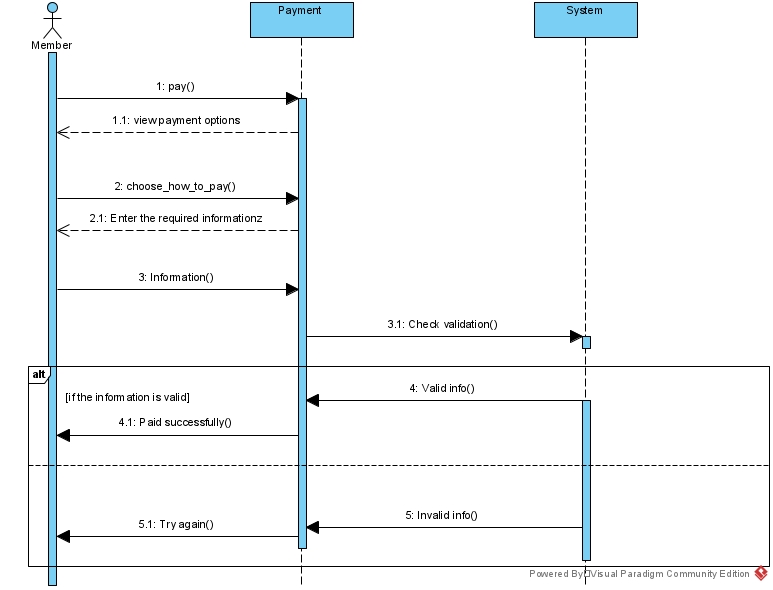 Payment
System
Member
1: pay()
1.1: view payment options
2: choose_how_to_pay()
2.1: Enter the required informationz
3: Information()
3.1: Check validation()
alt
4: Valid info()
[if the information is valid]
4.1: Paid successfully()
5: Invalid info()
5.1: Try again()
Powered By Visual Paradigm Community Edition